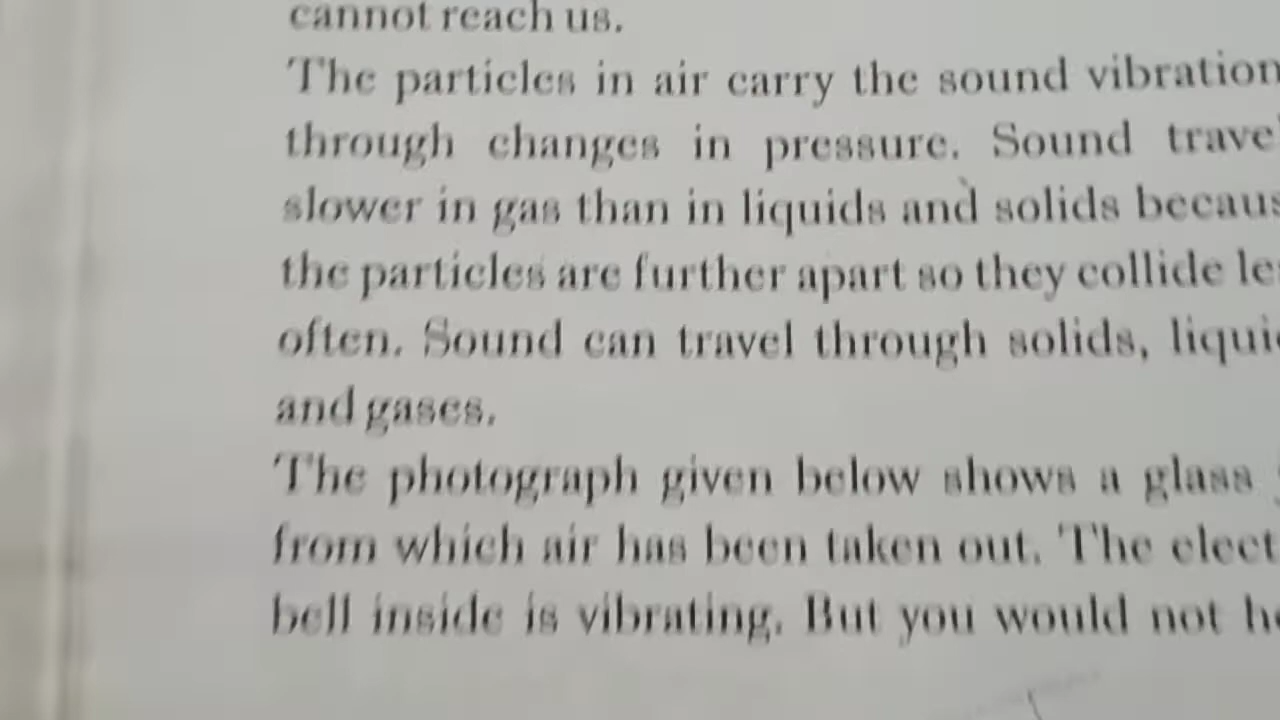 cannot reach us.
The particles in air carry the sound vibration
through changes in pressure. Sound trave
slower in gas than in liquids and solids becaus
the particles are further apart so they collide le
often. Sound can travel through solids, liqui
and gases.
The photograph given below shows a glass
from which air has been taken out. The elect
bell inside is vibrating. But you would not he